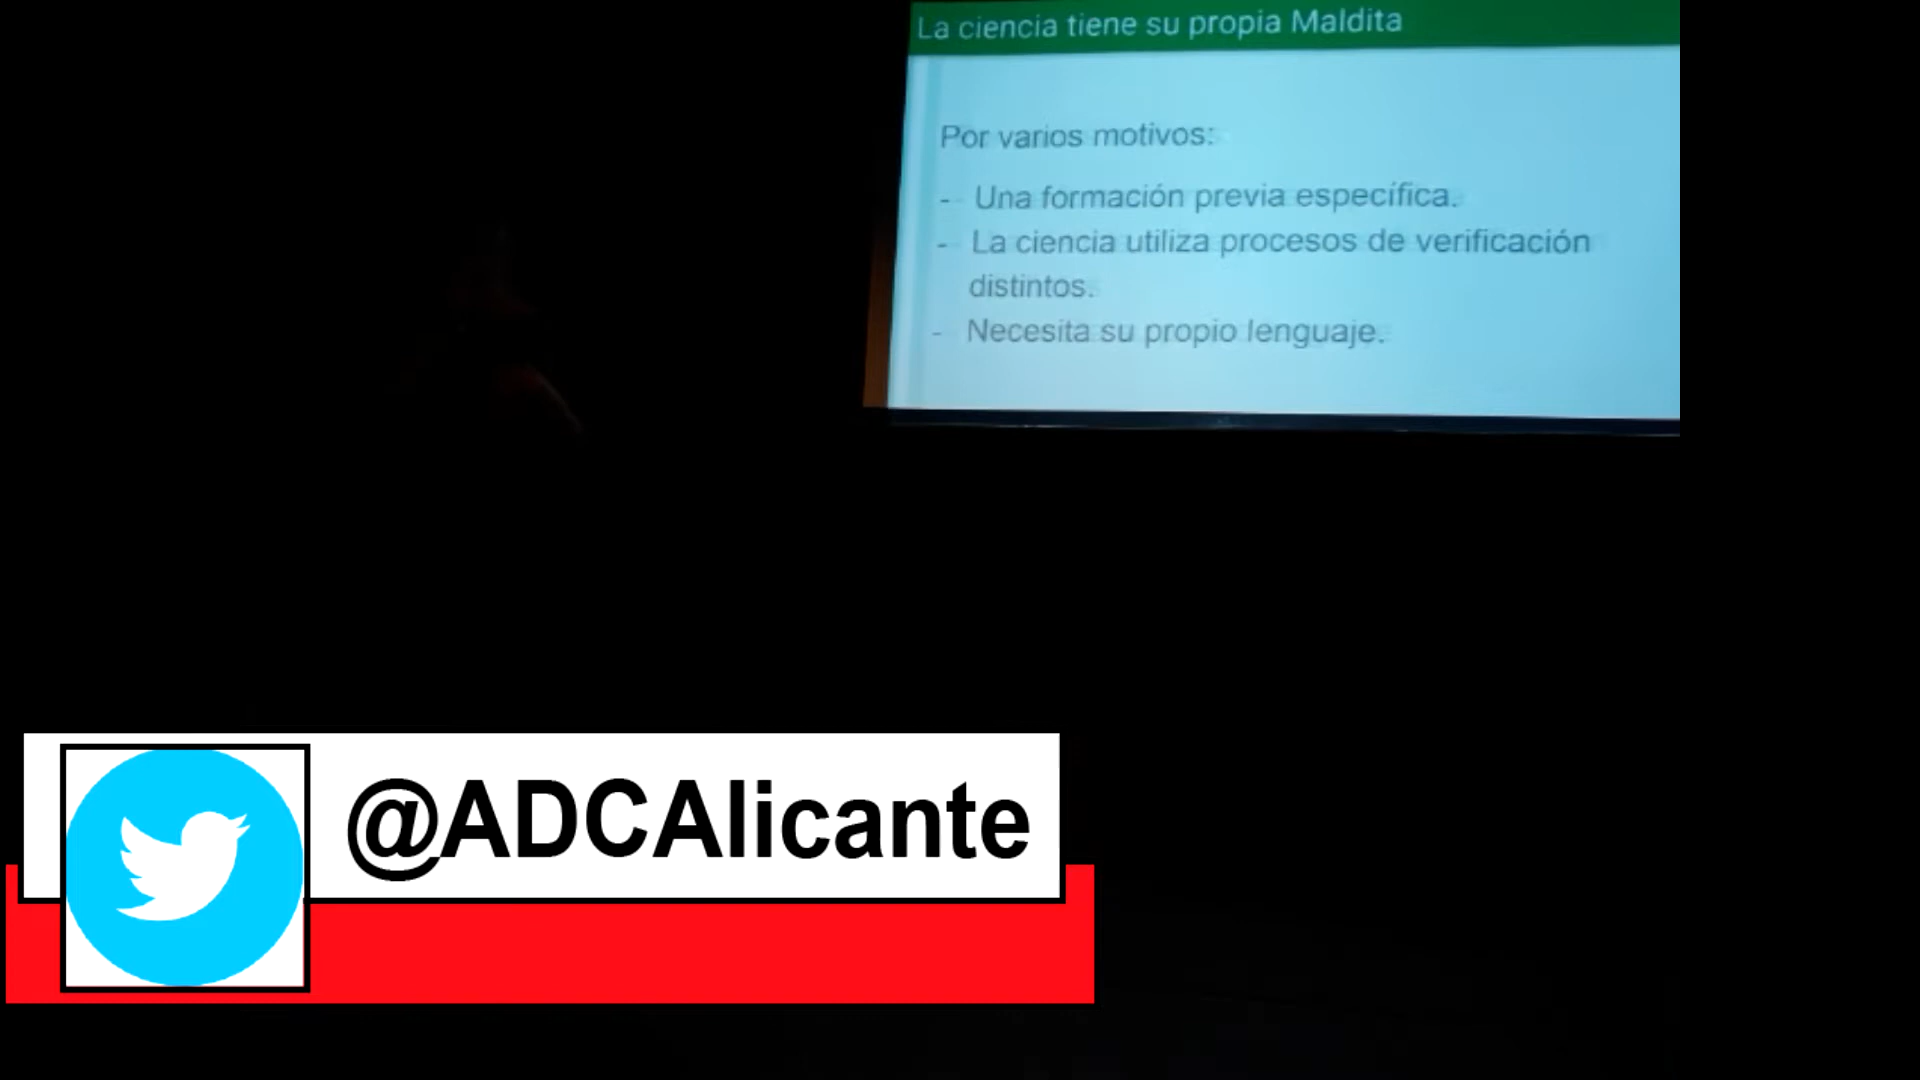 La ciencia tiene su propia Maldita
Por varios motivos:
- Una formación previa específica.
- La ciencia utiliza procesos de verificación
distintos.
- Necesita su propio lenguaje.
@ADCAlicante